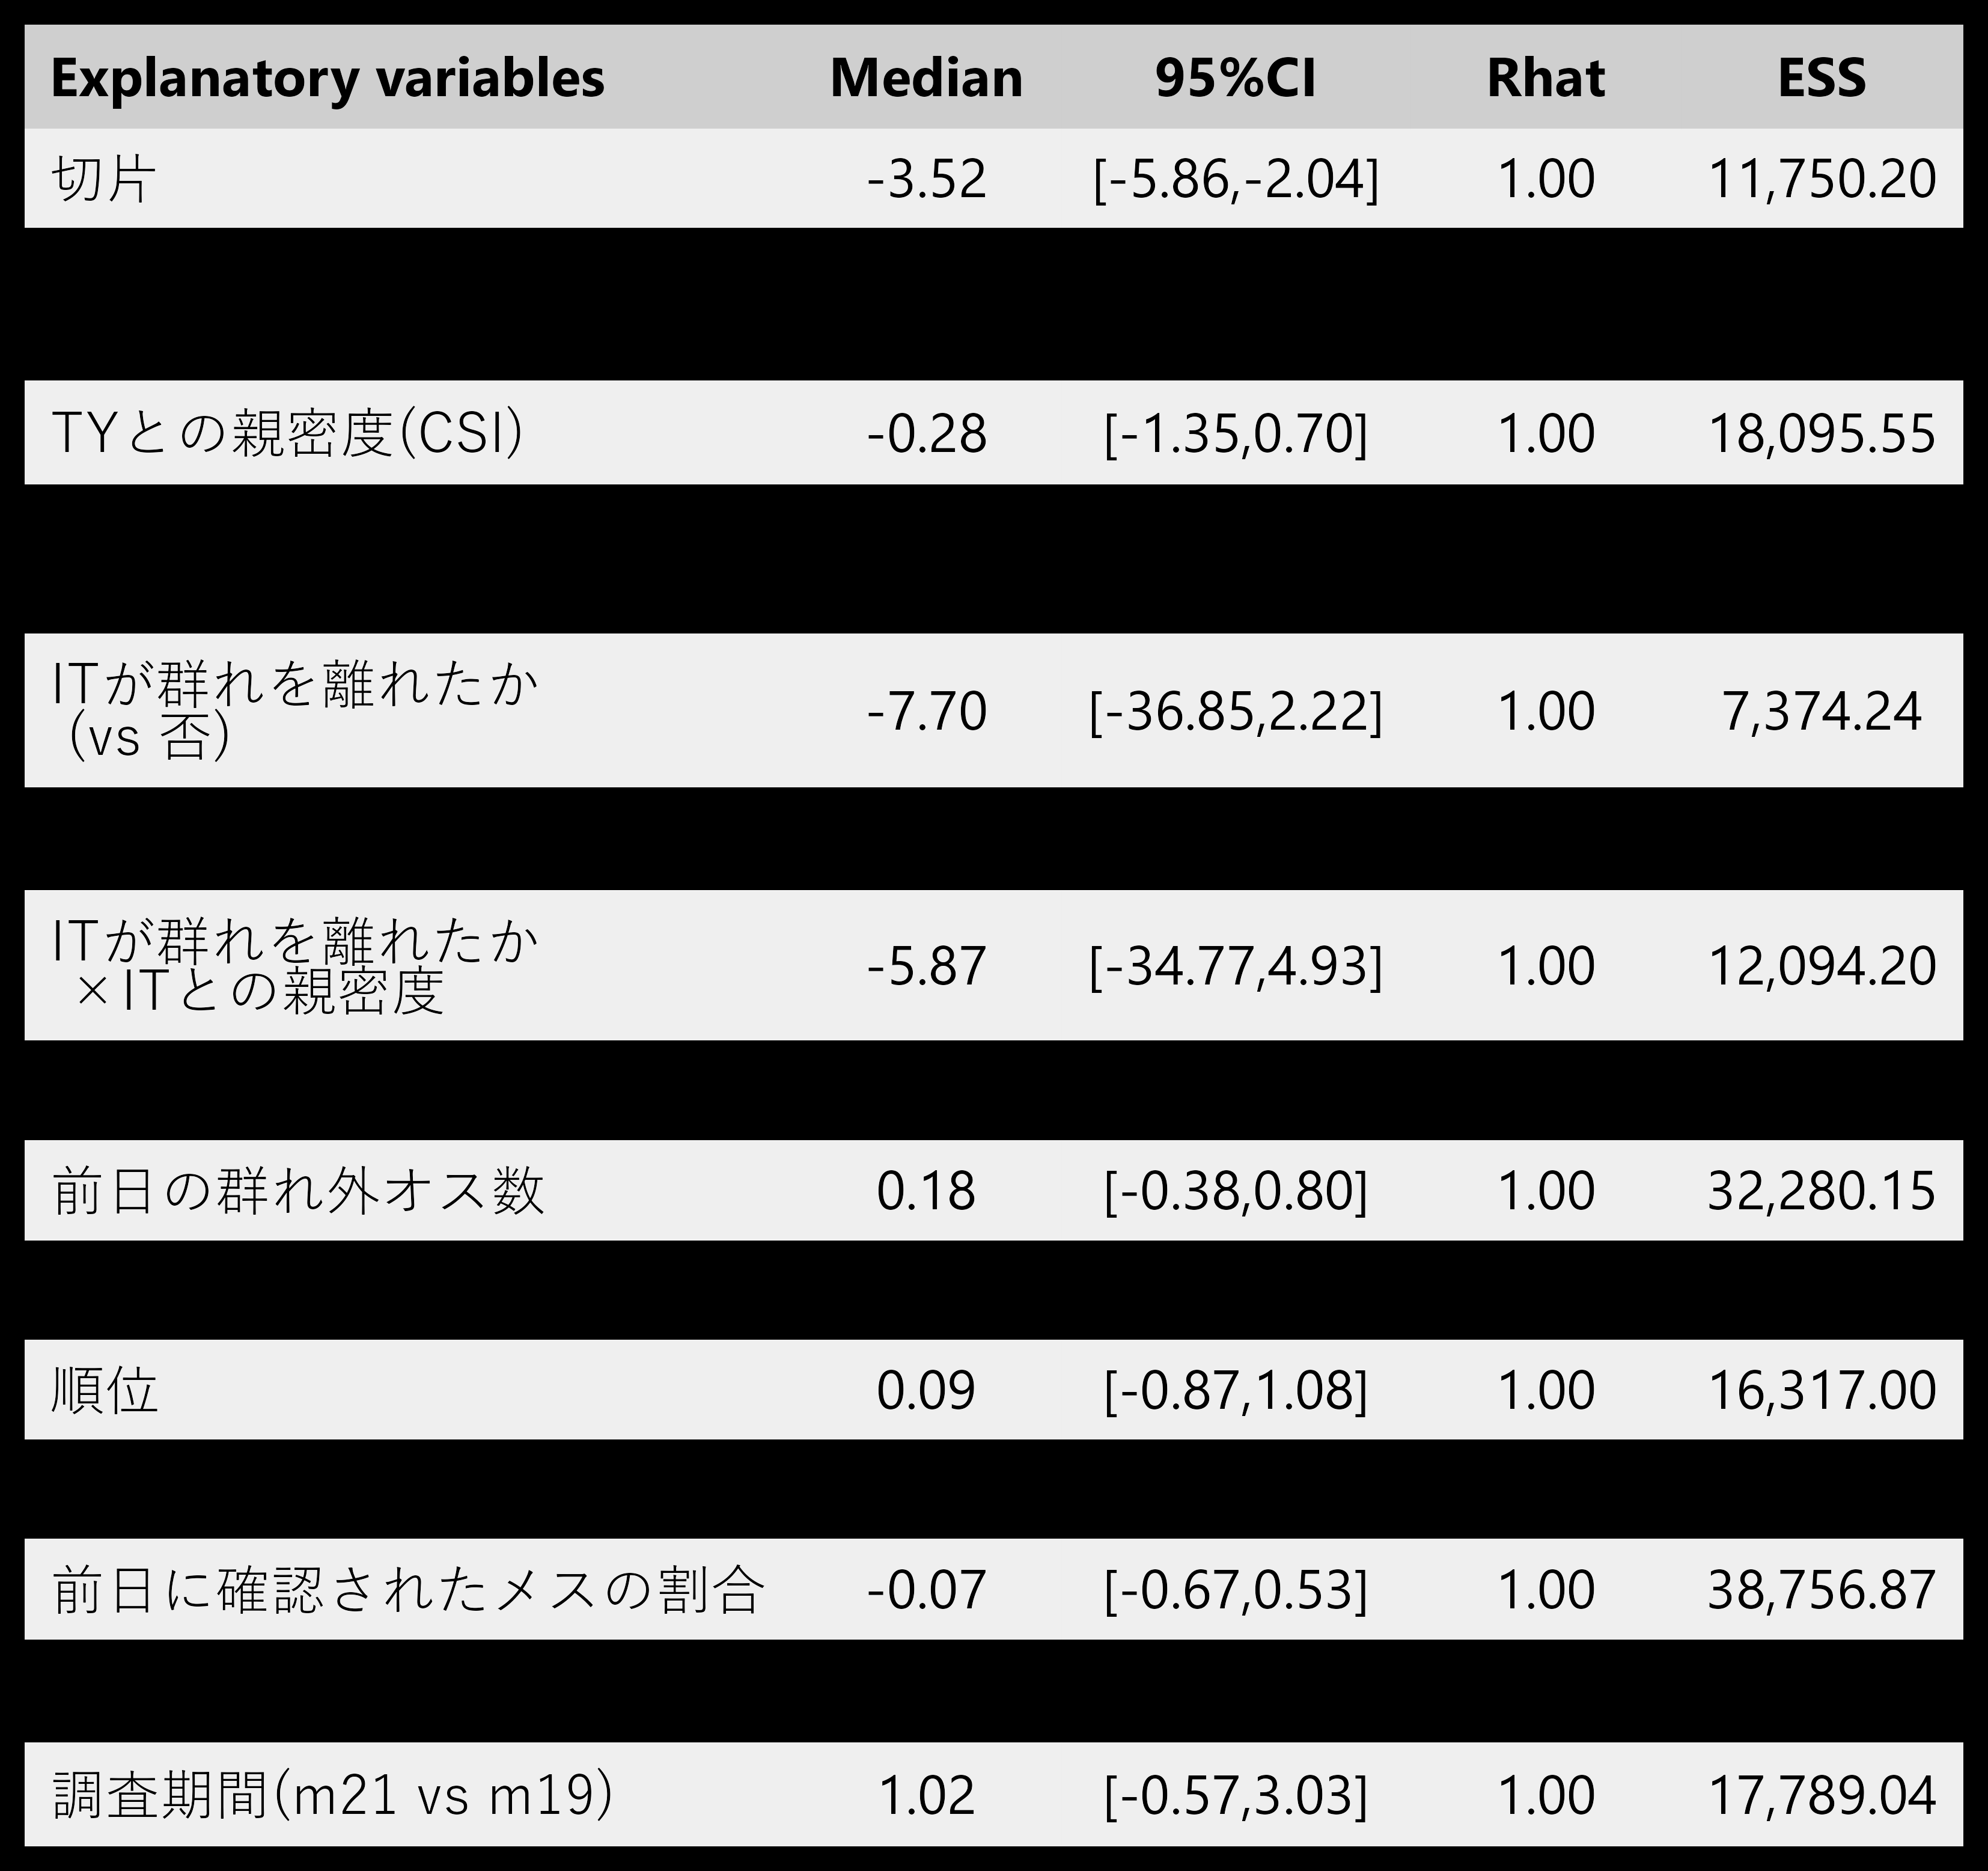 Explanatory variables Median 95%CI Rhat ESS
切片 -3.52 [-5.86,-2.04] 1.00 11,750.20
TYとの親密度(CSI) -0.28 [-1.35,0.70] 1.00 18,095.55
ITが群れを離れたか
(vs 否) -7.70 [-36.85,2.22] 1.00 7,374.24
ITが群れを離れたか
×ITとの親密度 -5.87 [-34.77,4.93] 1.00 12,094.20
前日の群れ外オス数 0.18 [-0.38,0.80] 1.00 32,280.15
順位 0.09 [-0.87,1.08] 1.00 16,317.00
前日に確認されたメスの割合 -0.07 [-0.67,0.53] 1.00 38,756.87
調査期間(m21 vs m19) 1.02 [-0.57,3.03] 1.00 17,789.04